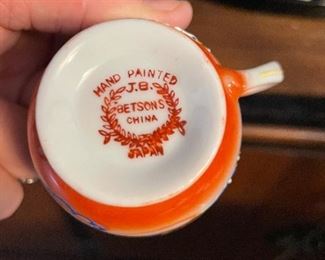 HAND PAINTED
J.B.
BETSONS
CHINA
JAPAN